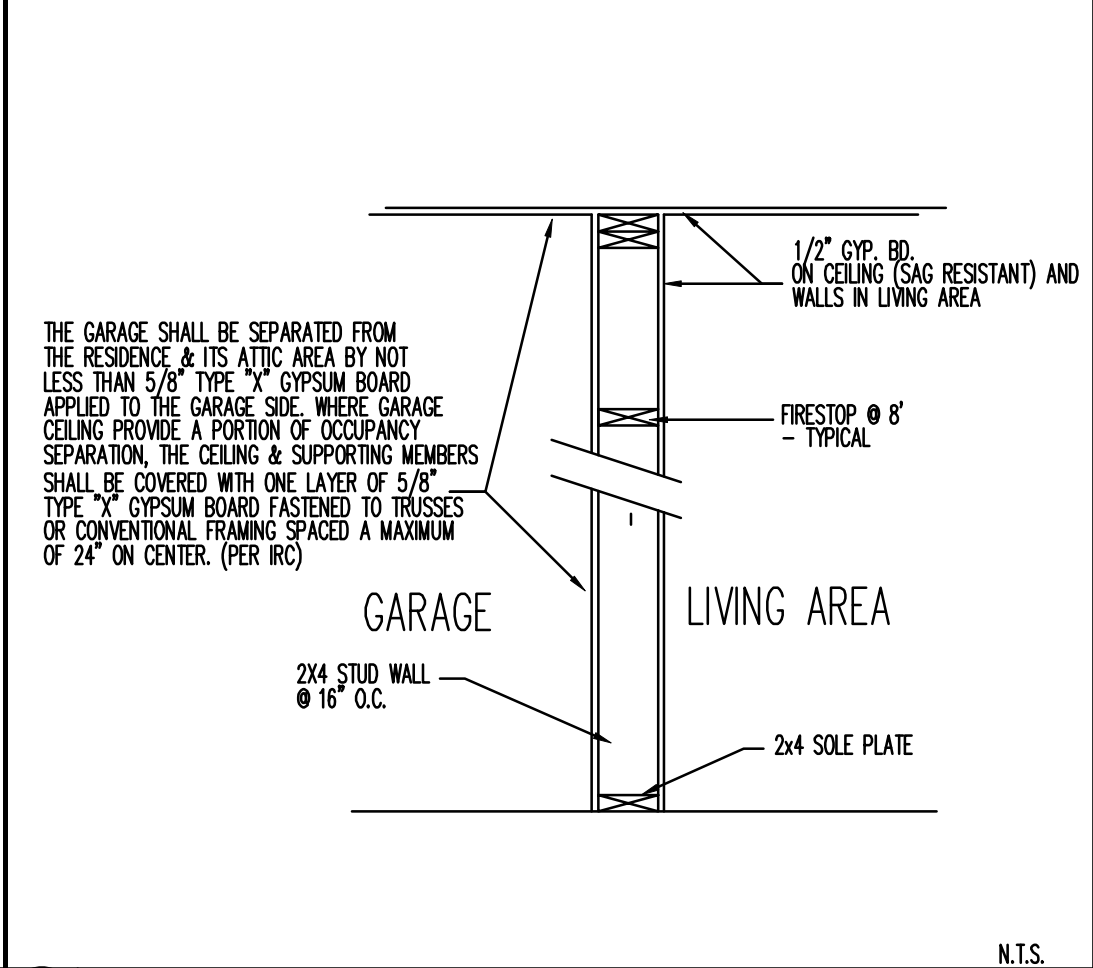 1/2" GYP. BD.
ON CEILING (SAG RESISTANT) AND
WALLS IN LIVING AREA
THE GARAGE SHALL BE SEPARATED FROM
THE RESIDENCE & ITS ATTIC AREA BY NOT
LESS THAN 5/8" TYPE "X" GYPSUM BOARD
APPLIED TO THE GARAGE SIDE. WHERE GARAGE
CEILING PROVIDE A PORTION OF OCCUPANCY
SEPARATION, THE CEILING & SUPPORTING MEMBERS
SHALL BE COVERED WITH ONE LAYER OF 5/8"
TYPE "X" GYPSUM BOARD FASTENED TO TRUSSES
OR CONVENTIONAL FRAMING SPACED A MAXIMUM
OF 24" ON CENTER. (PER IRC)
FIRESTOP @ 8'
- TYPICAL
GARAGE
LIVING AREA
2X4 STUD WALL
@ 16" O.C.
2x4 SOLE PLATE
N.T.S.